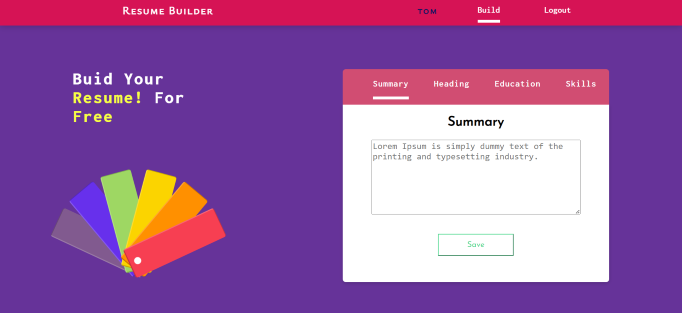 Resume Builder
TOM
Build
Logout
Buid Your
Resume! For
Free
Summary
Heading
Education
Skills
Summary
Lorem Ipsum is simply dummy text of the
printing and typesetting industry.
Save